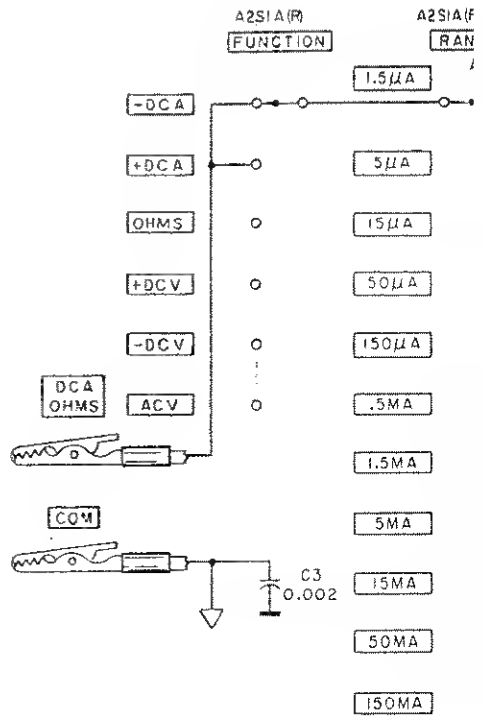 A2S1A(R)
FUNCTION
A2S1A(F
RAN
-DCA
+DCA
OHMS
+DCV
-DCV
ACV
DCA
OHMS
COM
C3
0.002
1.5μA
5μA
15μA
50μA
150μA
.5MA
1.5MA
5MA
15MA
50MA
150MA